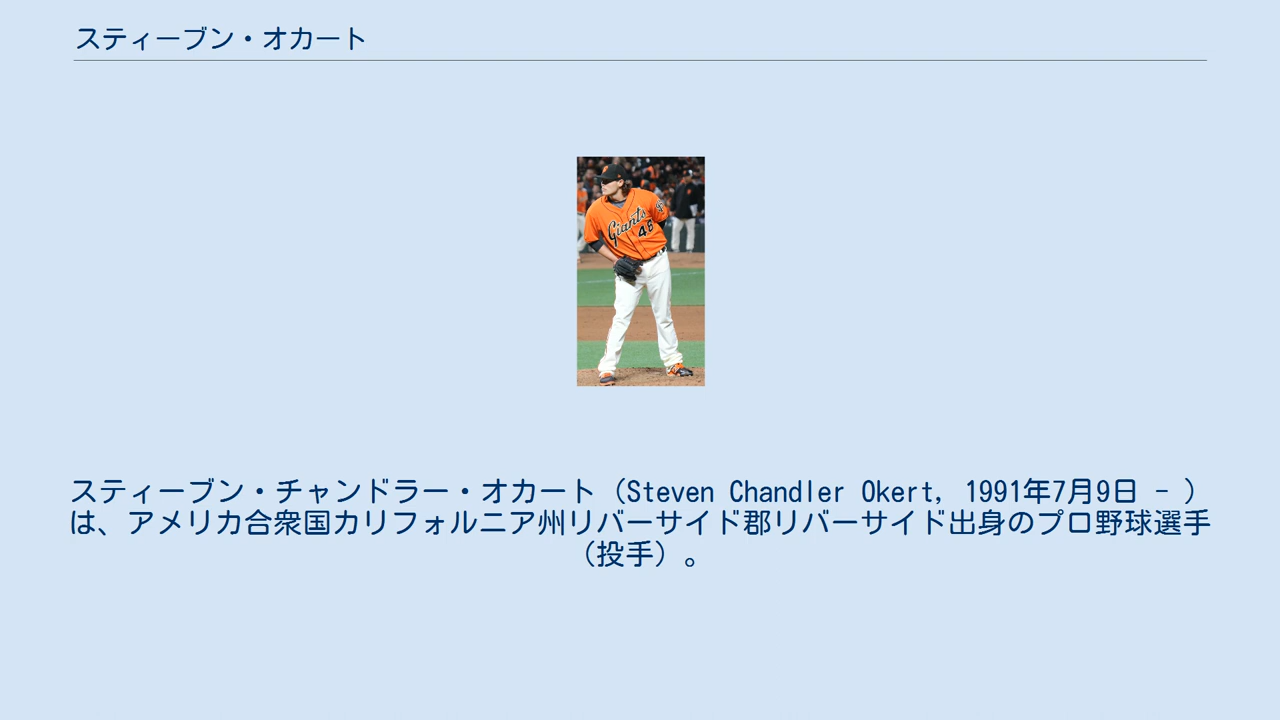 スティーブン・オカート
Giants
48
スティーブン・チャンドラー・オカート（Steven Chandler Okert, 1991年7月9日 - ）
は、アメリカ合衆国カリフォルニア州リバーサイド郡リバーサイド出身のプロ野球選手
（投手）。